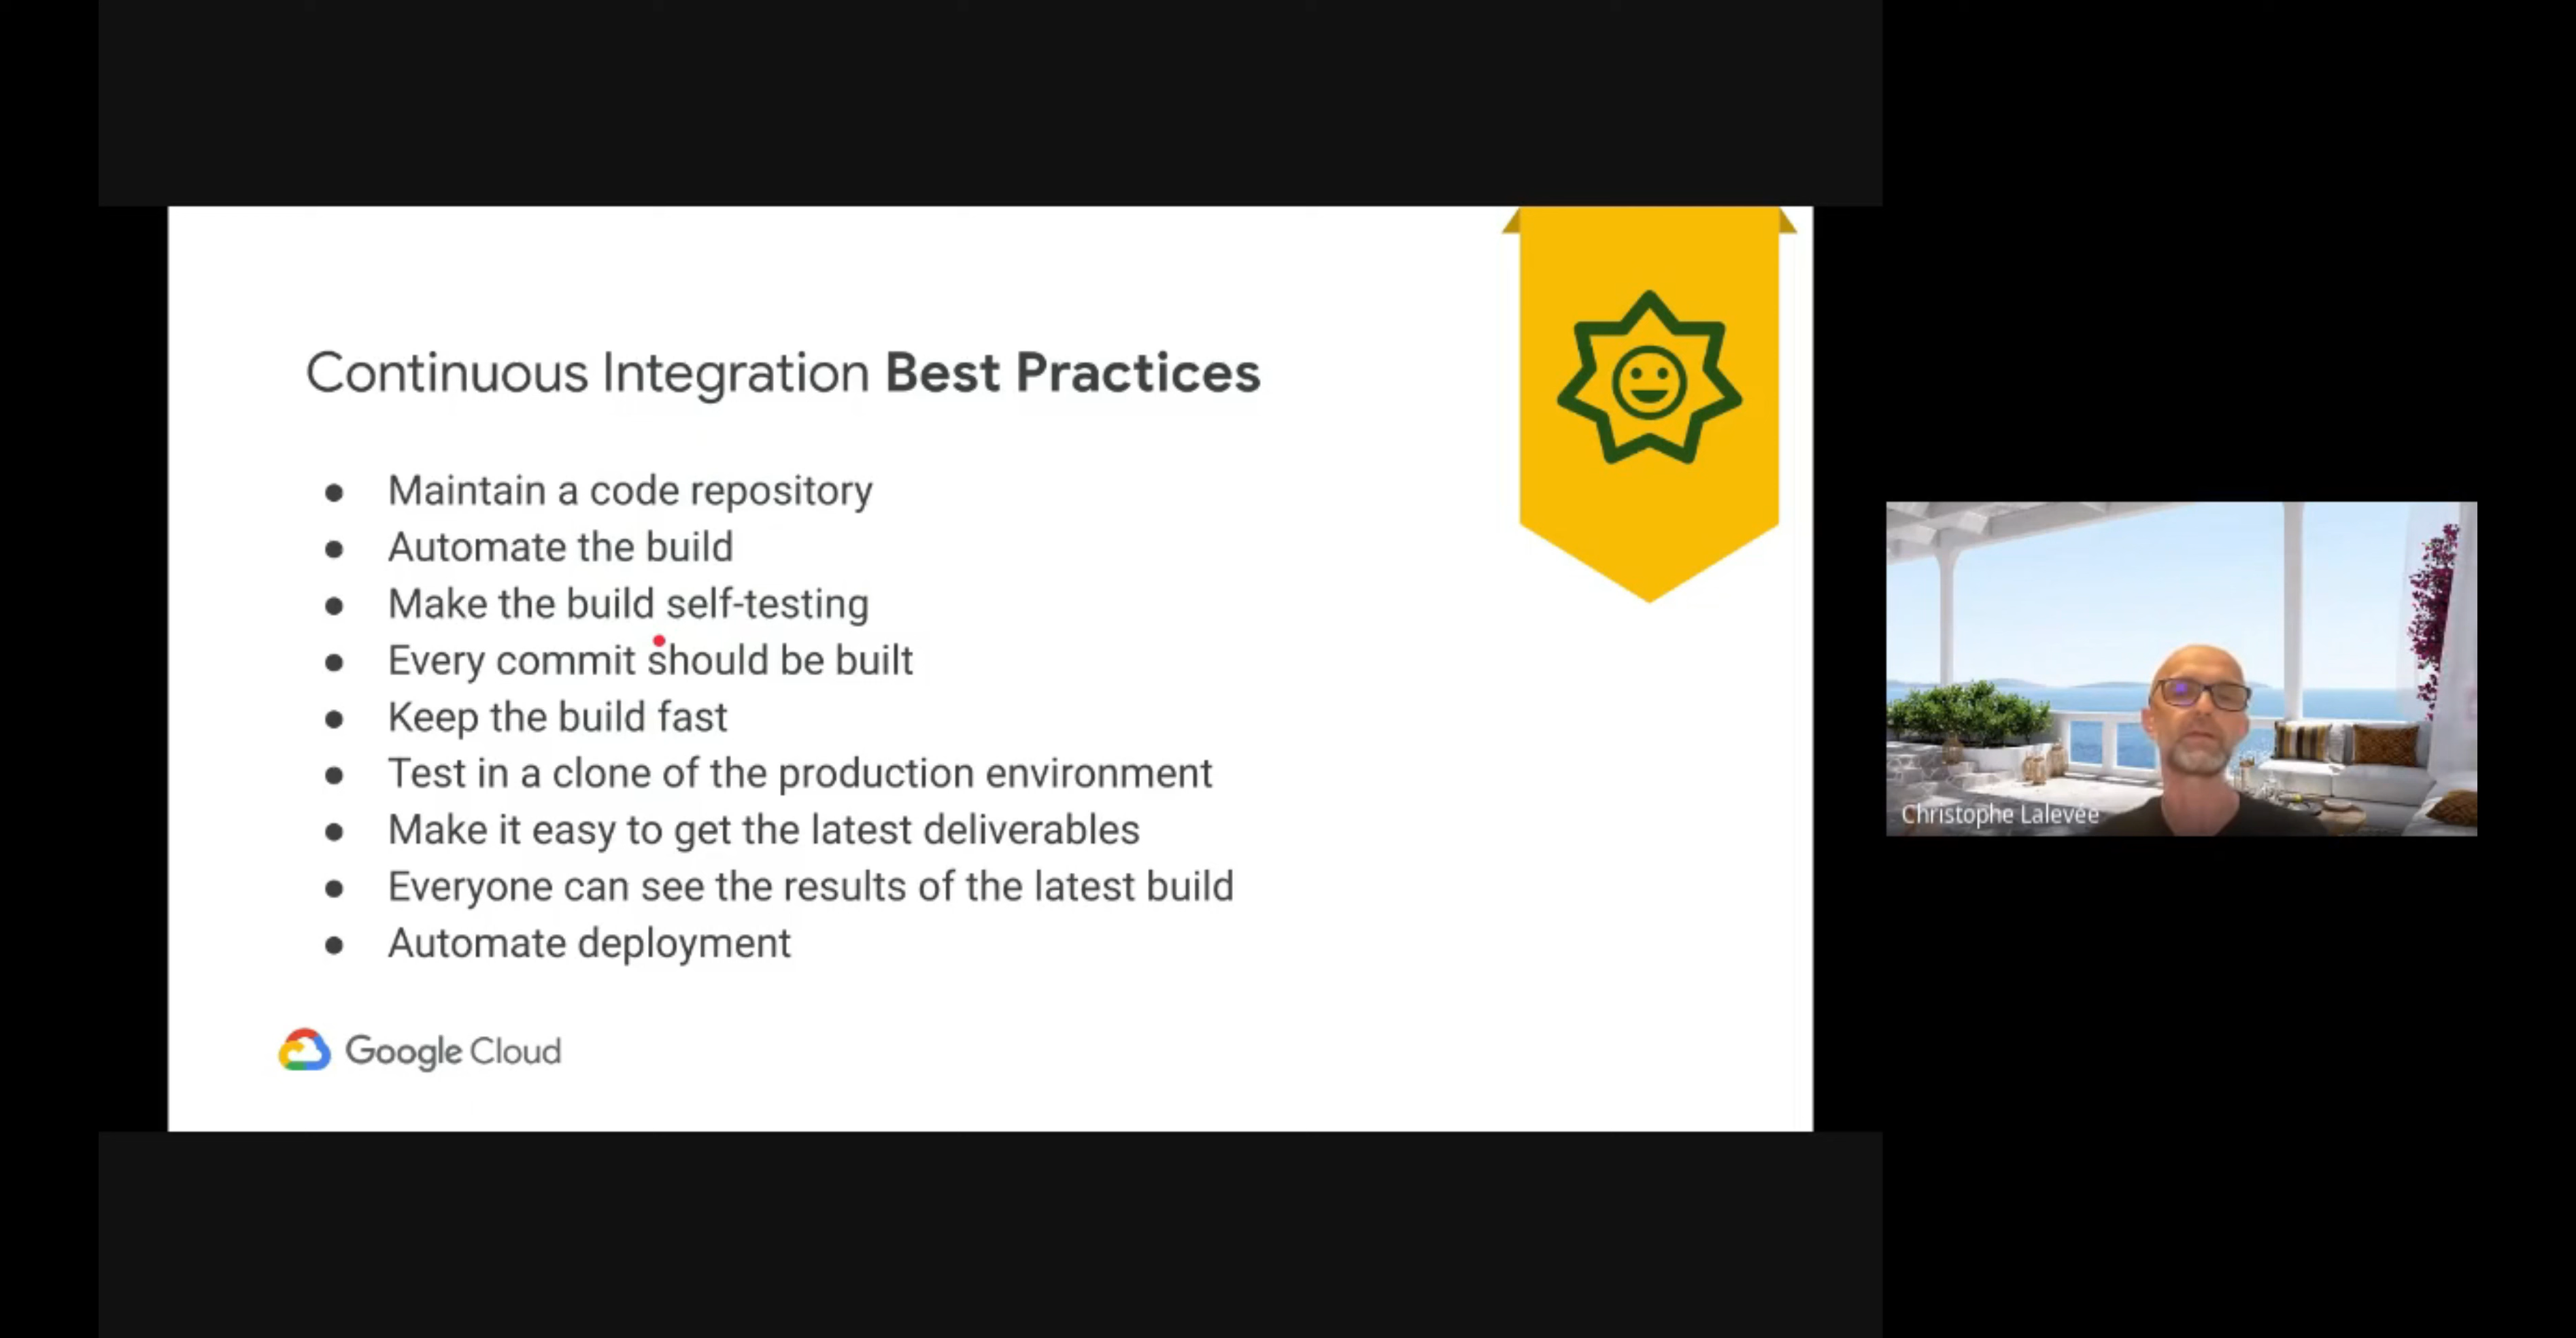 Continuous Integration Best Practices
Maintain a code repository
Automate the build
Make the build self-testing
Every commit should be built
Keep the build fast
Test in a clone of the production environment
Make it easy to get the latest deliverables
Everyone can see the results of the latest build
Automate deployment
Google Cloud
Christophe Lalevée